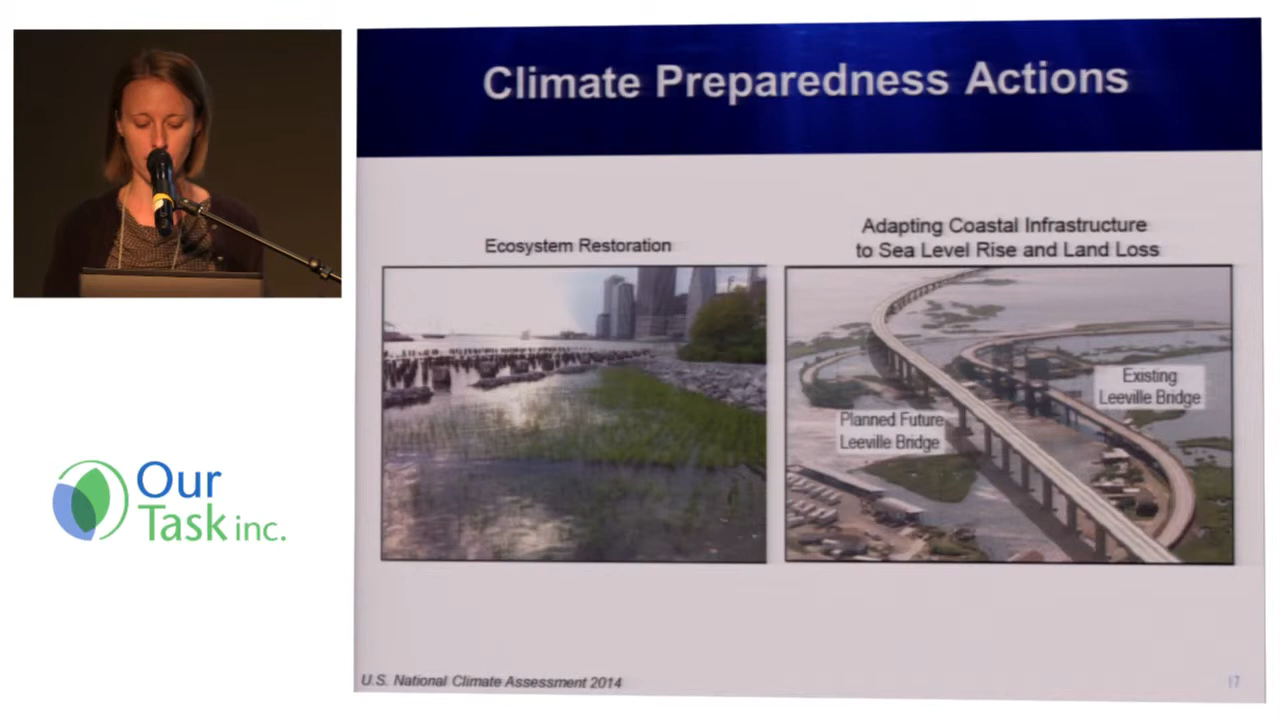 Climate Preparedness Actions
Ecosystem Restoration
Adapting Coastal Infrastructure
to Sea Level Rise and Land Loss
Existing
Leeville Bridge
Planned Future
Leeville Bridge
Our
Task inc.
U.S. National Climate Assessment 2014
17